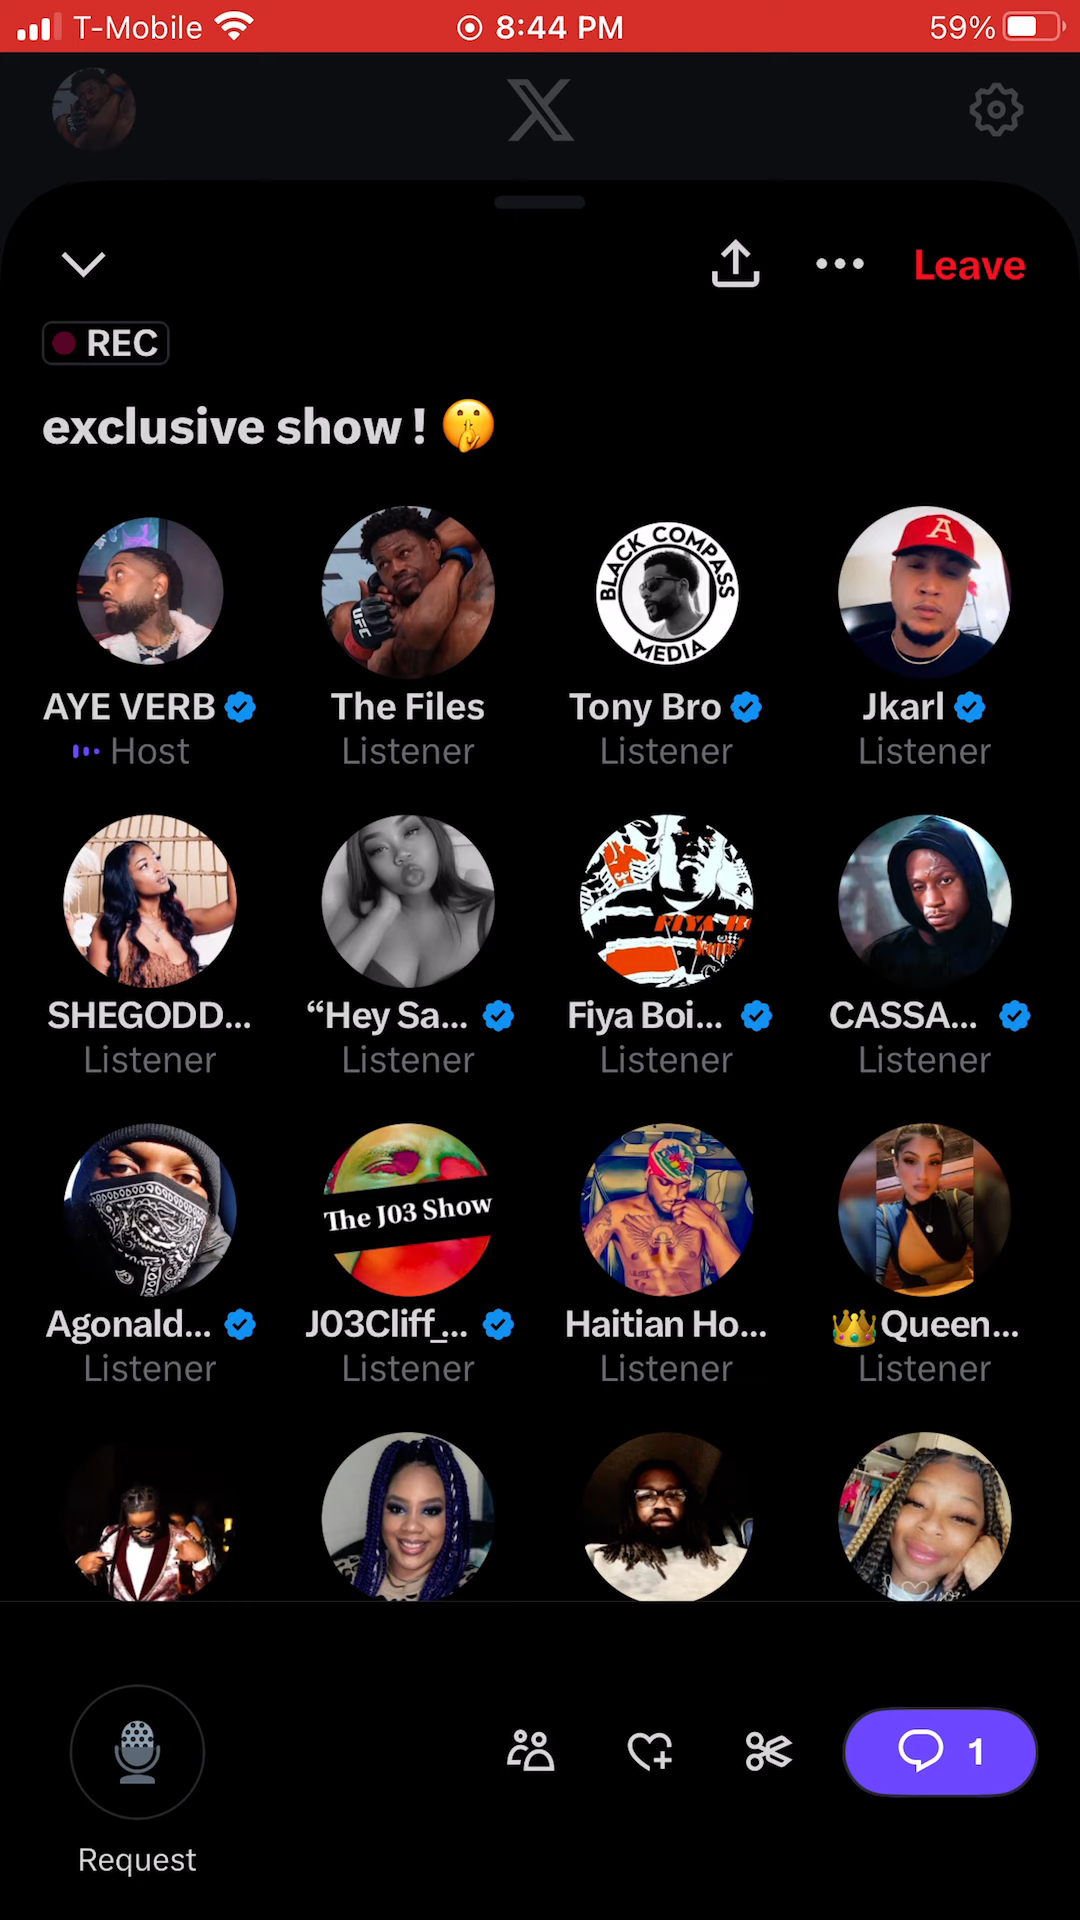 T-Mobile 8:44 PM 59%
Leave
REC
exclusive show ! 🤫
BLACK COMPASS
MEDIA
A
UFC
AYE VERB The Files Tony Bro Jkarl
Host Listener Listener Listener
FIYA
SHEGODD... “Hey Sa... Fiya Boi... CASSA...
Listener Listener Listener Listener
The J03 Show
Agonald... J03Cliff_... Haitian Ho... 👑Queen...
Listener Listener Listener Listener
1
Request